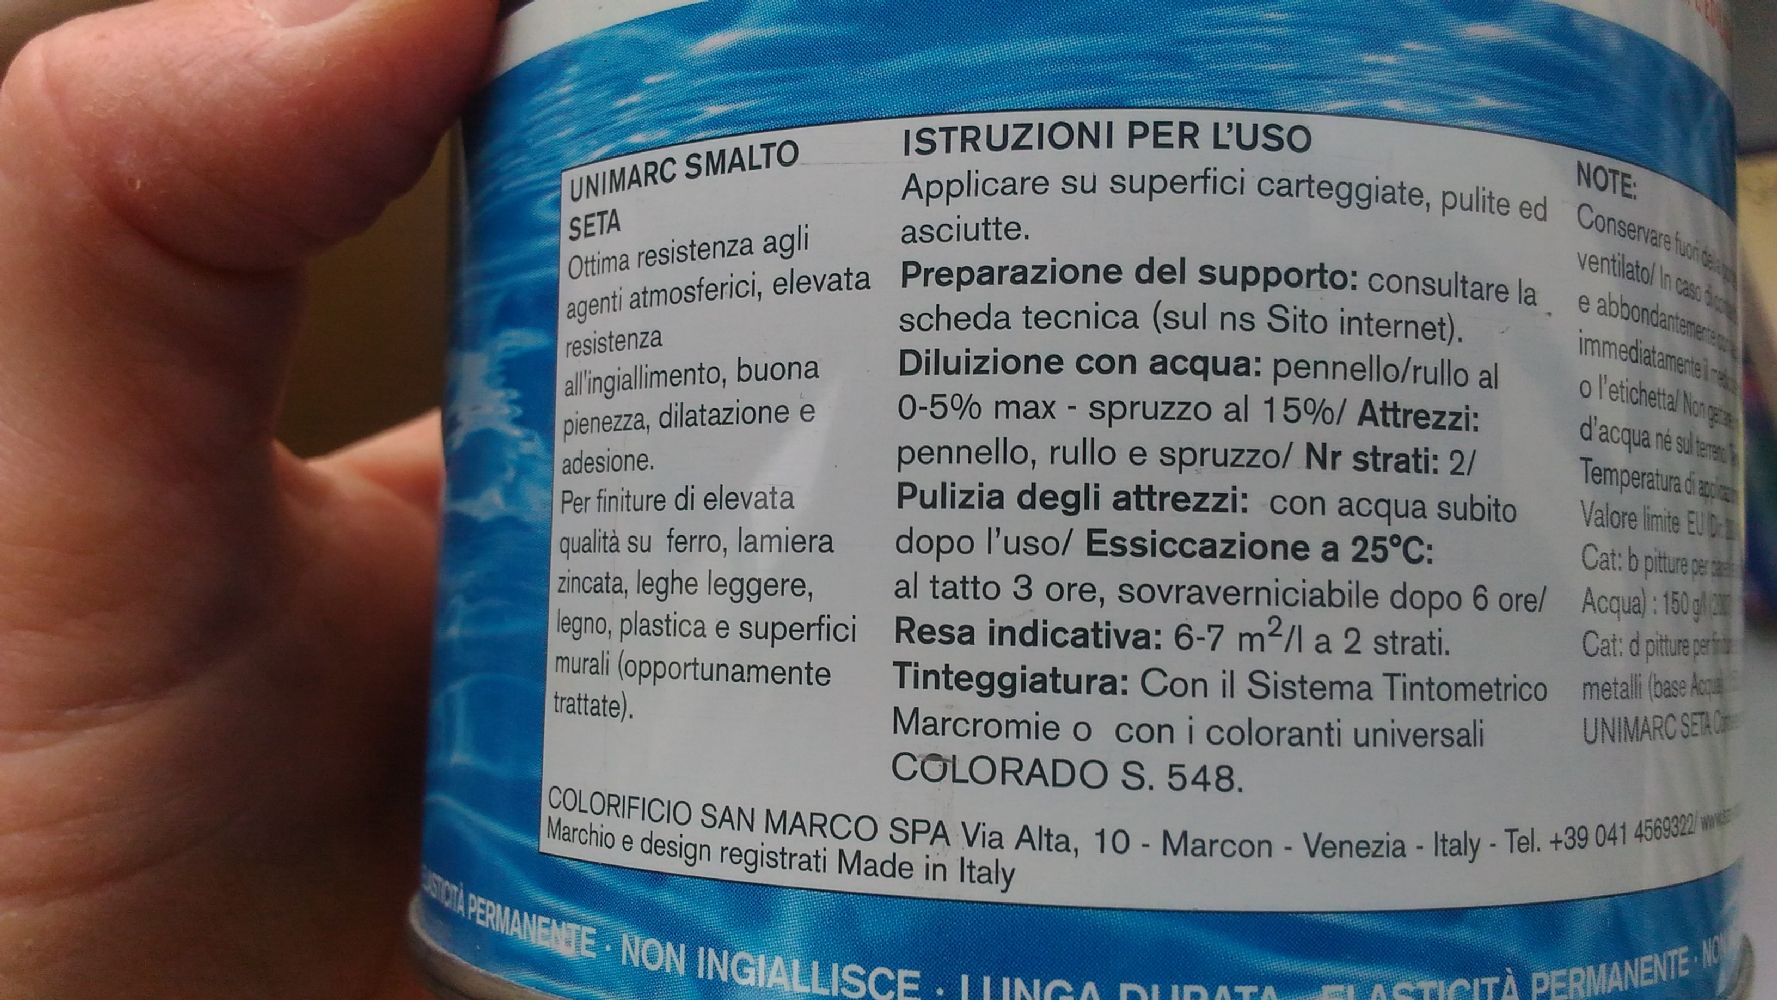 UNIMARC SMALTO
SETA
Ottima resistenza agli
agenti atmosferici, elevata
resistenza
all'ingiallimento, buona
pienezza, dilatazione e
adesione.
Per finiture di elevata
qualità su ferro, lamiera
zincata, leghe leggere,
legno, plastica e superfici
murali (opportunamente
trattate).
ISTRUZIONI PER L'USO
Applicare su superfici carteggiate, pulite ed
asciutte.
Preparazione del supporto: consultare la
scheda tecnica (sul ns Sito internet).
Diluizione con acqua: pennello/rullo al
0-5% max - spruzzo al 15%/ Attrezzi:
pennello, rullo e spruzzo/ Nr strati: 2/
Pulizia degli attrezzi: con acqua subito
dopo l'uso/ Essiccazione a 25°C:
al tatto 3 ore, sovraverniciabile dopo 6 ore/
Resa indicativa: 6-7 m²/l a 2 strati.
Tinteggiatura: Con il Sistema Tintometrico
Marcromie o con i coloranti universali
COLORADO S. 548.
NOTE:
Conservare fuori
ventilato/ In caso
e abbondantemente
immediatamente il
o l'etichetta/ Non
d'acqua né sul
Temperatura di
Valore limite EU
Cat: b pitture per
Acqua) : 150 g/l
Cat: d pitture per
metalli (base
UNIMARC SETA
COLORIFICIO SAN MARCO SPA Via Alta, 10 - Marcon - Venezia - Italy - Tel. +39 041 4569322/
Marchio e design registrati Made in Italy
PERMANENTE · NON INGIALLISCE · LUNGA DURATA ELASTICITÀ PERMANENTE ·